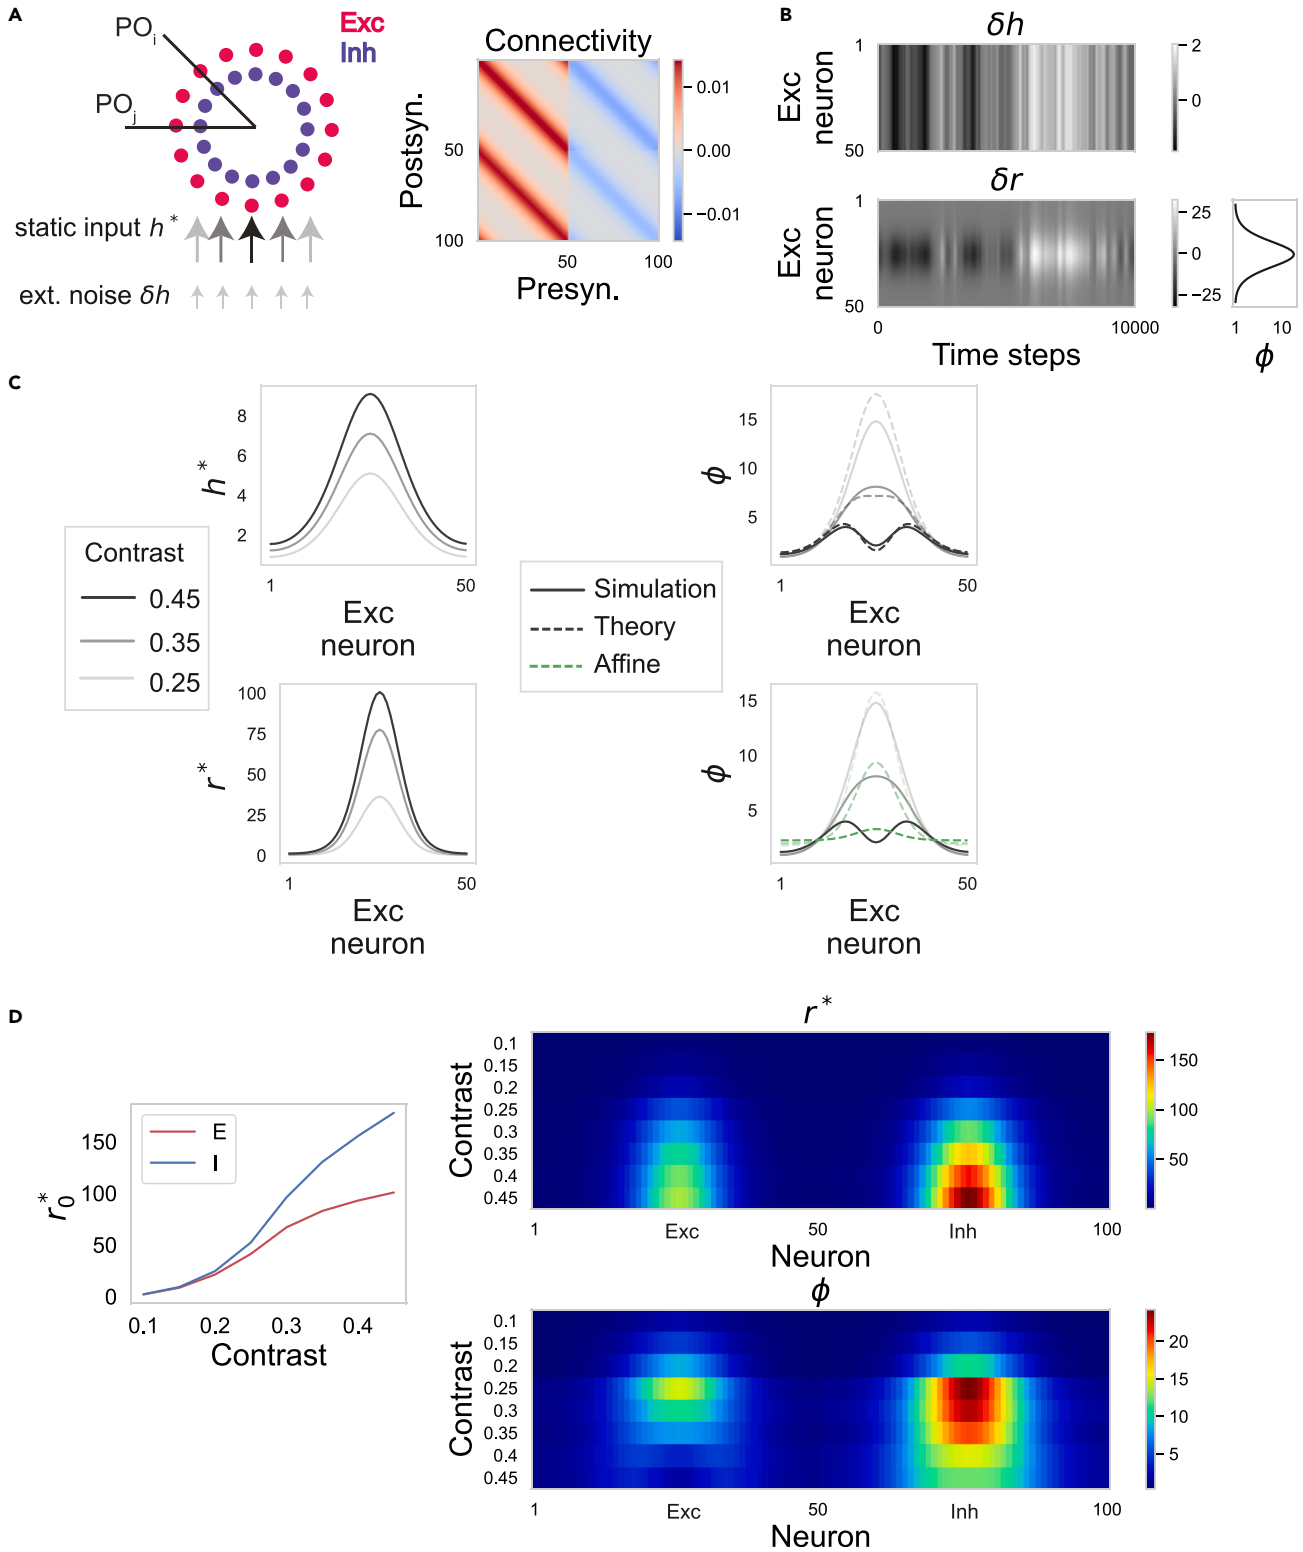 A
PO_i
PO_j
Exc
Inh
static input h*
ext. noise δh
Connectivity
Postsyn.
50
100
50
100
Presyn.
0.01
0.00
−0.01
B
δh
Exc
neuron
1
50
2
0
δr
Exc
neuron
1
50
0
10000
Time steps
25
0
−25
1
10
ϕ
C
Contrast
0.45
0.35
0.25
h*
8
6
4
2
1
50
Exc
neuron
r*
100
75
50
25
0
1
50
Exc
neuron
Simulation
Theory
Affine
ϕ
15
10
5
1
50
Exc
neuron
ϕ
15
10
5
1
50
Exc
neuron
D
r₀*
150
100
50
0
E
I
0.1
0.2
0.3
0.4
Contrast
r*
Contrast
0.1
0.15
0.2
0.25
0.3
0.35
0.4
0.45
1
Exc
50
Inh
100
Neuron
150
100
50
ϕ
Contrast
0.1
0.15
0.2
0.25
0.3
0.35
0.4
0.45
1
Exc
50
Inh
100
Neuron
20
15
10
5